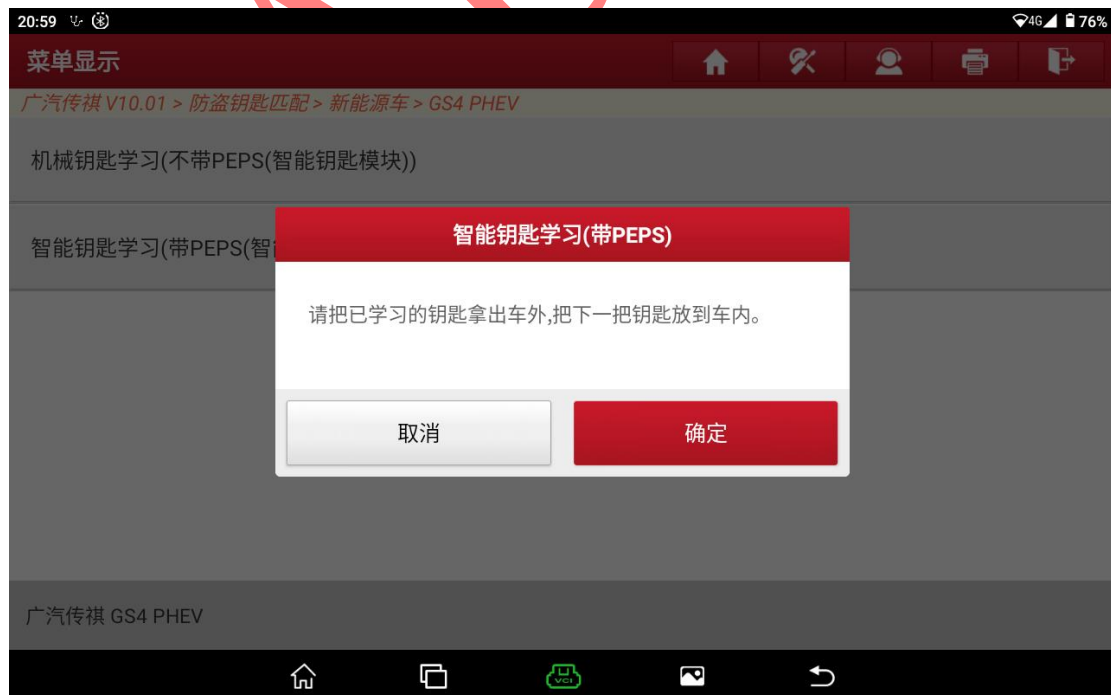 20:59
4G
76%
菜单显示
广汽传祺 V10.01 > 防盗钥匙匹配 > 新能源车 > GS4 PHEV
机械钥匙学习(不带PEPS(智能钥匙模块))
智能钥匙学习(带PEPS(智
智能钥匙学习(带PEPS)
请把已学习的钥匙拿出车外,把下一把钥匙放到车内。
取消
确定
广汽传祺 GS4 PHEV
VCI